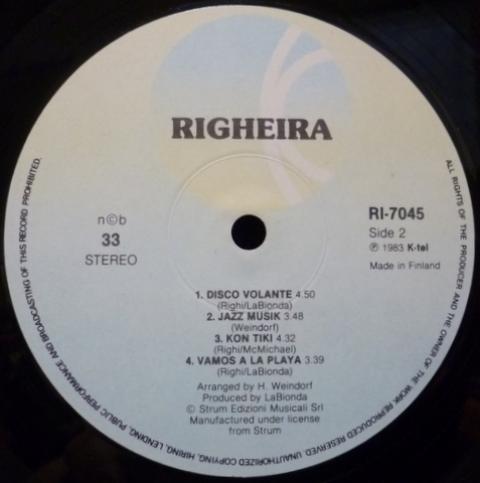 RIGHEIRA
n©b
33
STEREO
RI-7045
Side 2
℗ 1983 K-tel
Made in Finland
1. DISCO VOLANTE 4.50
(Righi/LaBionda)
2. JAZZ MUSIK 3.48
(Weindorf)
3. KON TIKI 4.32
(Righi/McMichael)
4. VAMOS A LA PLAYA 3.39
(Righi/LaBionda)
Arranged by H. Weindorf
Produced by LaBionda
© Strum Edizioni Musicali Srl
Manufactured under license
from Strum
ALL RIGHTS OF THE PRODUCER AND THE OWNER OF THE WORK REPRODUCED RESERVED. UNAUTHORIZED COPYING, HIRING, LENDING, PUBLIC PERFORMANCE AND BROADCASTING OF THIS RECORD PROHIBITED.